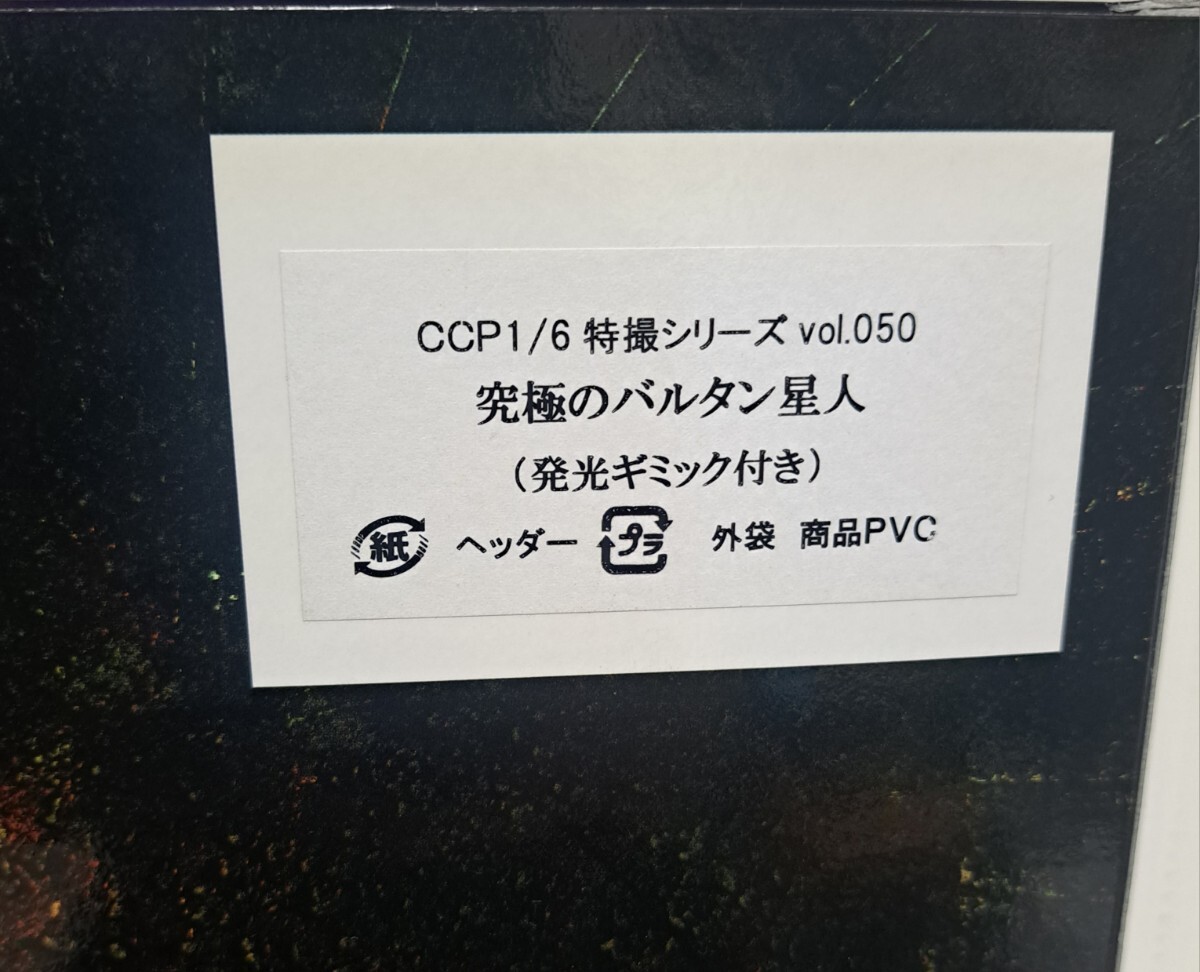 CCP1/6 特撮シリーズ vol.050
究極のバルタン星人
（発光ギミック付き）
紙 ヘッダー プラ 外袋 商品PVC